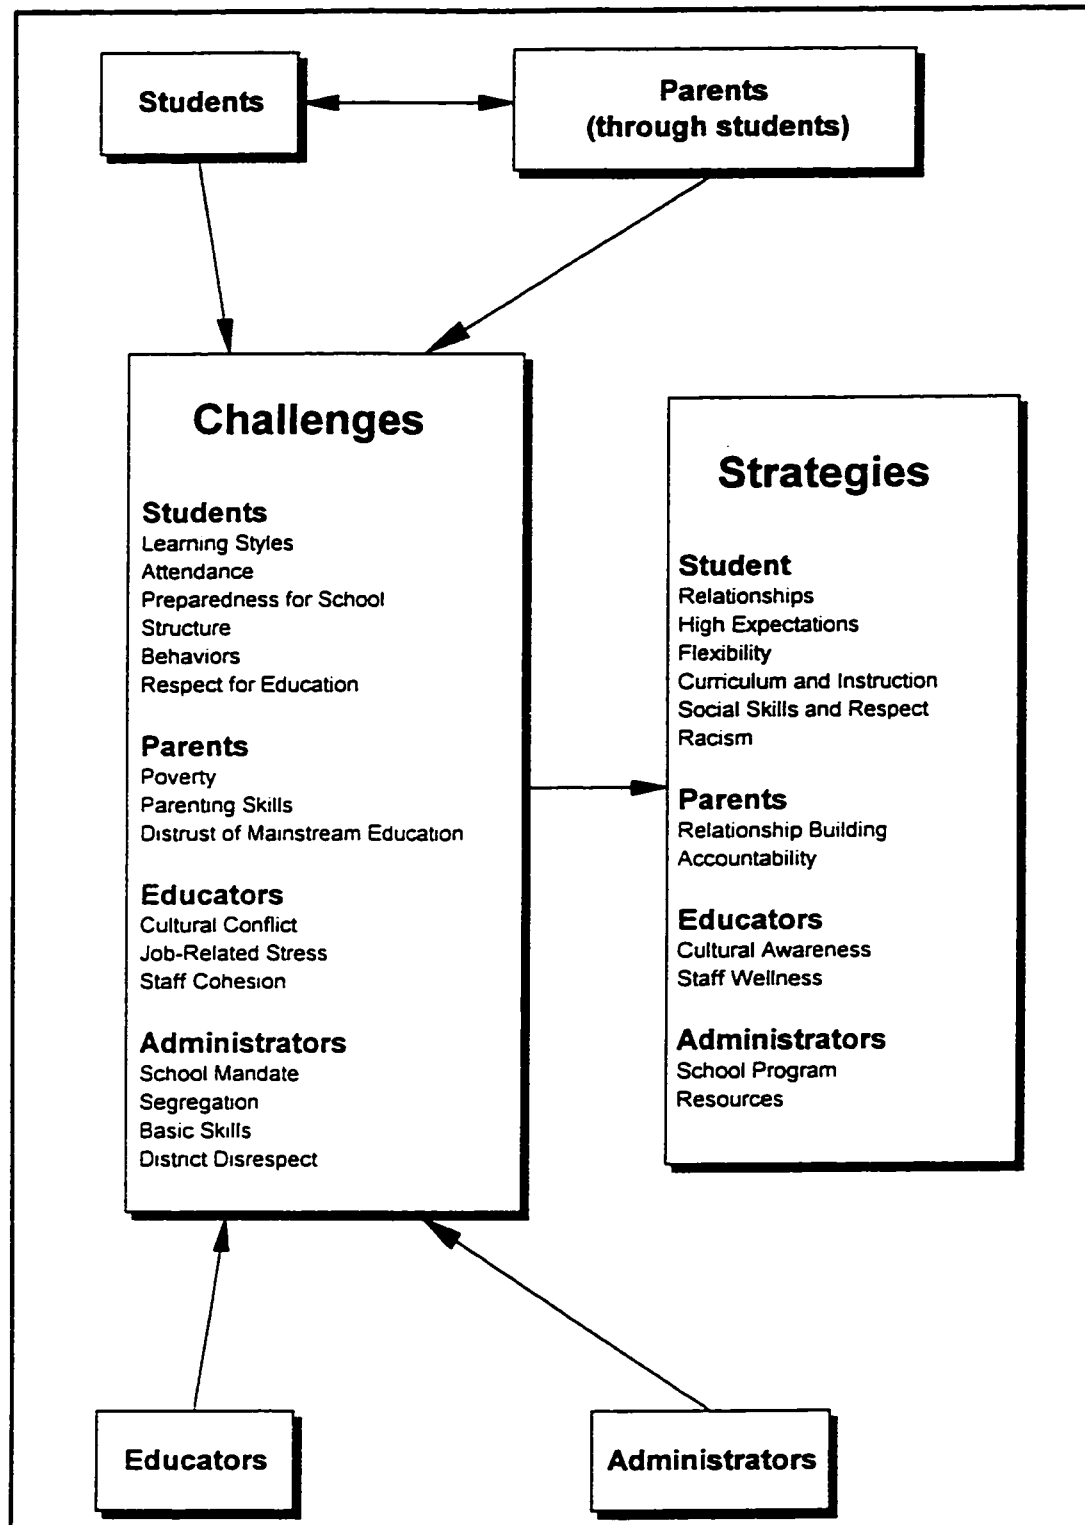 Students
Parents
(through students)
Challenges
Students
Learning Styles
Attendance
Preparedness for School
Structure
Behaviors
Respect for Education
Parents
Poverty
Parenting Skills
Distrust of Mainstream Education
Educators
Cultural Conflict
Job-Related Stress
Staff Cohesion
Administrators
School Mandate
Segregation
Basic Skills
District Disrespect
Strategies
Student
Relationships
High Expectations
Flexibility
Curriculum and Instruction
Social Skills and Respect
Racism
Parents
Relationship Building
Accountability
Educators
Cultural Awareness
Staff Wellness
Administrators
School Program
Resources
Educators
Administrators